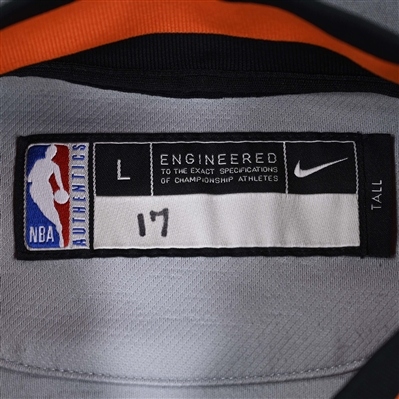 NBA
AUTHENTICS
L
ENGINEERED
TO THE EXACT SPECIFICATIONS
OF CHAMPIONSHIP ATHLETES
TALL
17